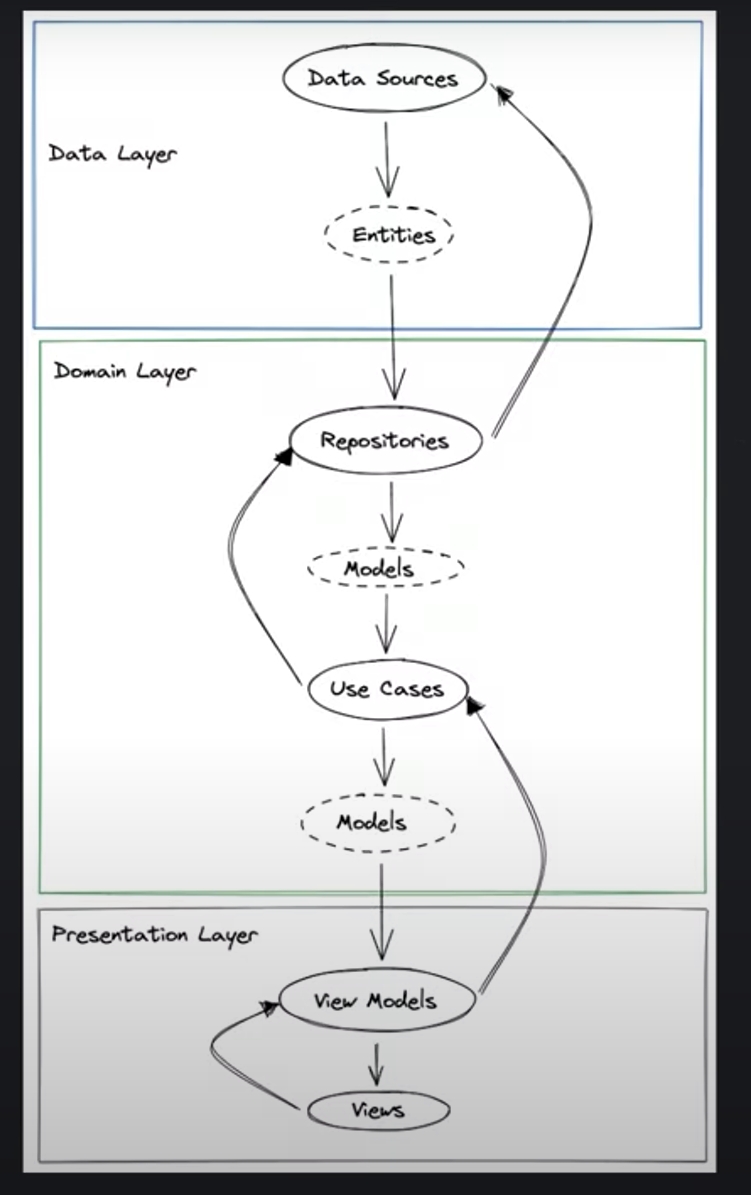 Data Sources
Data Layer
Entities
Domain Layer
Repositories
Models
Use Cases
Models
Presentation Layer
View Models
Views